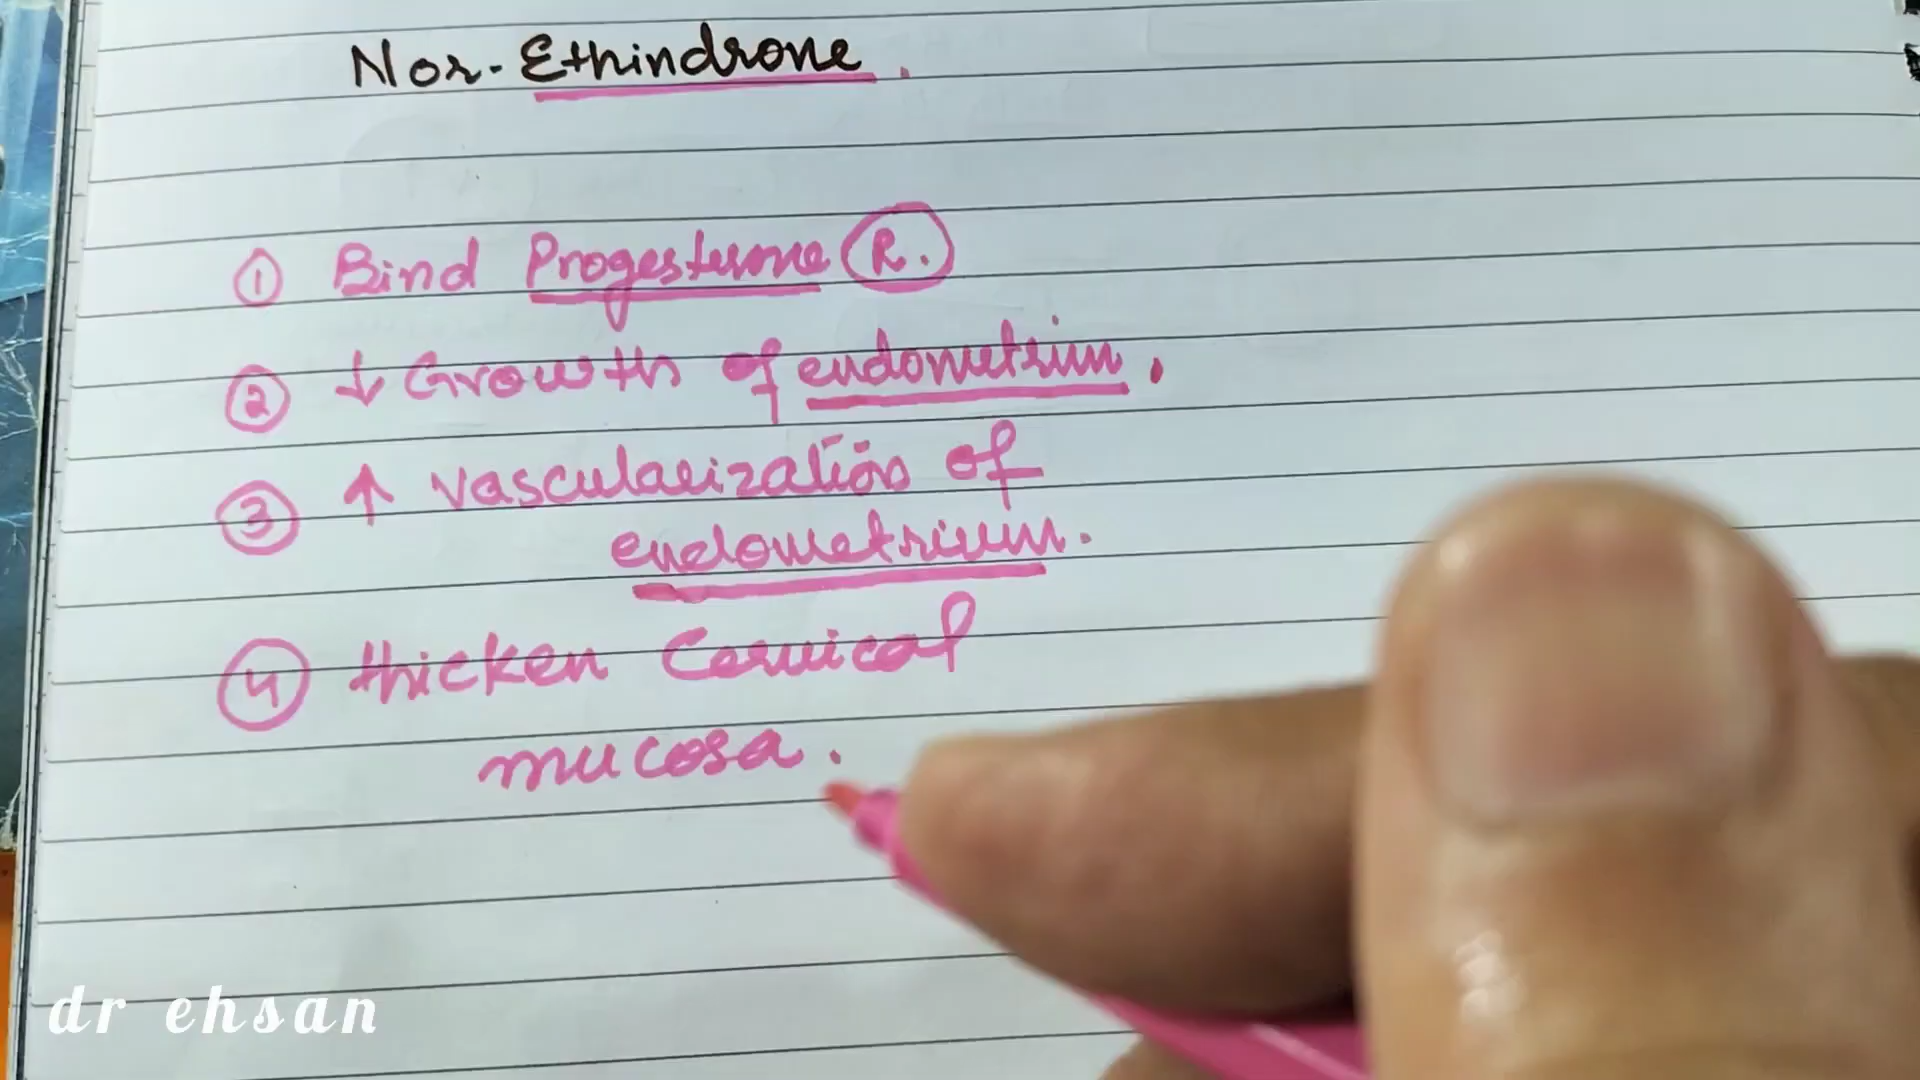 Nor-Ethindrone.
① Bind Progesterone Ⓡ.
② ↓ Growth of endometrium.
③ ↑ vascularization of
endometrium.
④ thicken Cervical
mucosa.
dr ehsan